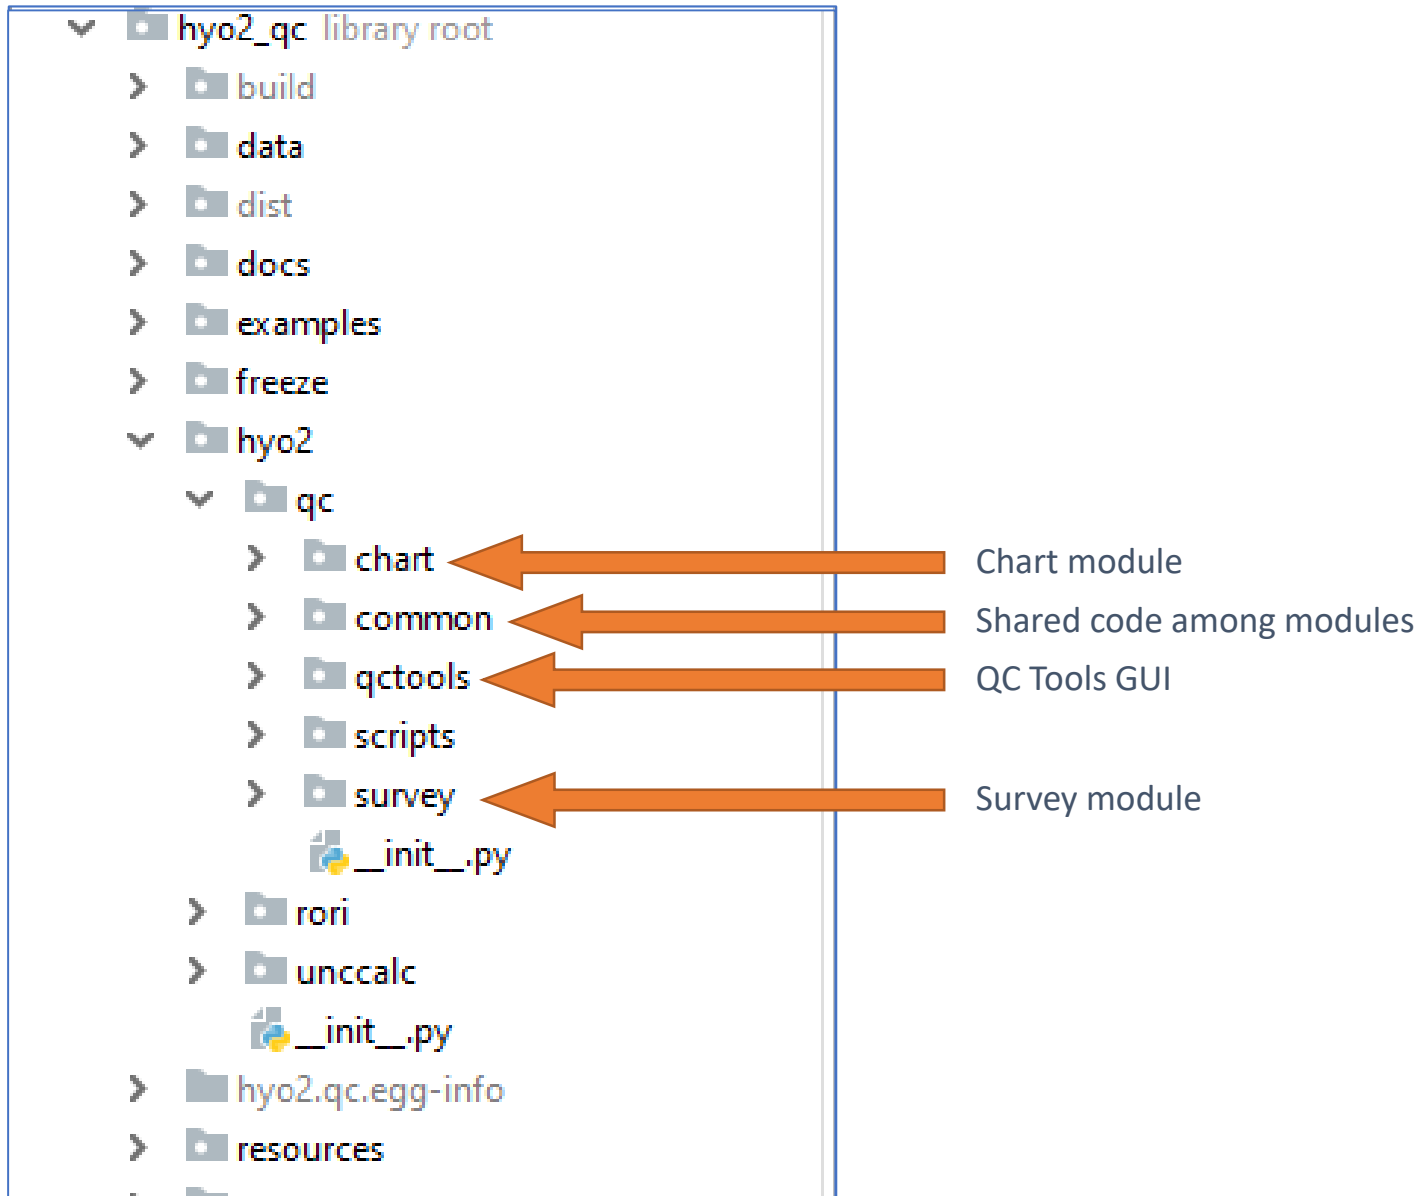 hyo2_qc library root
build
data
dist
docs
examples
freeze
hyo2
qc
chart Chart module
common Shared code among modules
qctools QC Tools GUI
scripts
survey Survey module
__init__.py
rori
unccalc
__init__.py
hyo2.qc.egg-info
resources